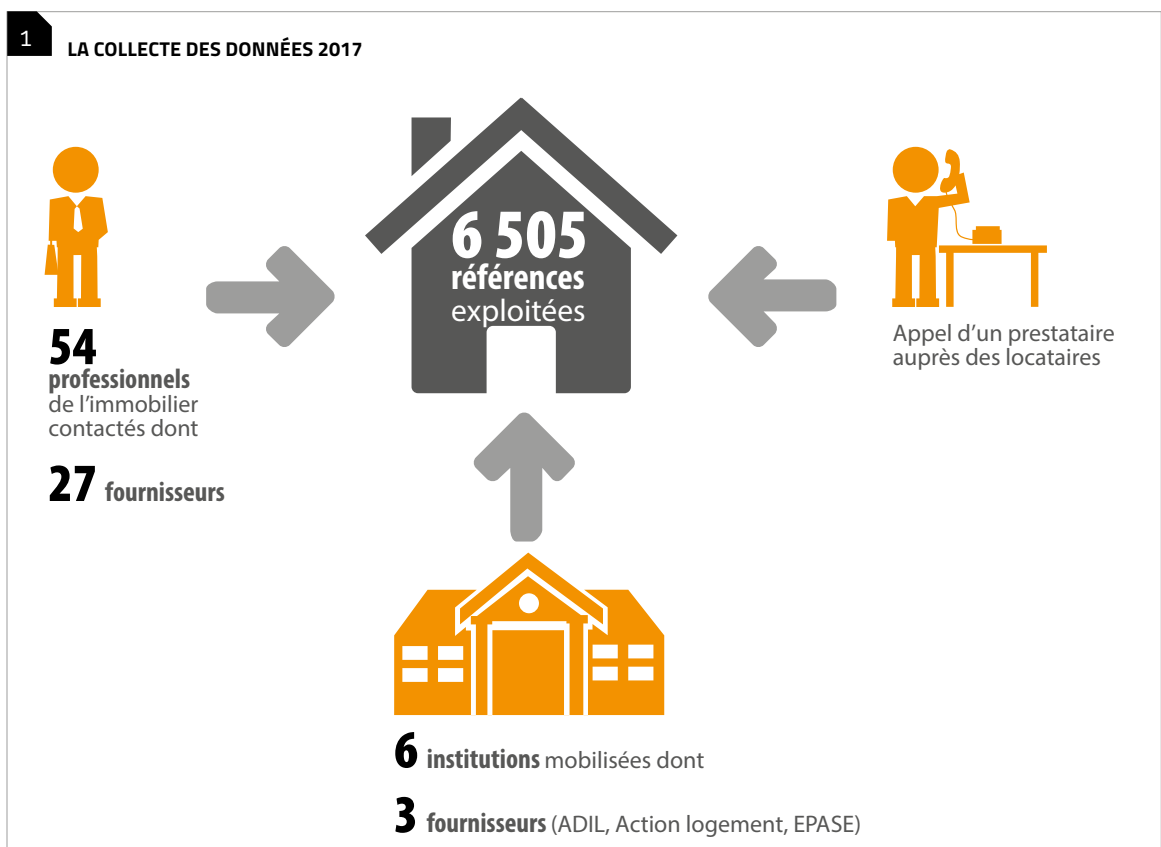 1
LA COLLECTE DES DONNÉES 2017
6 505
références
exploitées
54
professionnels
de l’immobilier
contactés dont
27 fournisseurs
Appel d’un prestataire
auprès des locataires
6 institutions mobilisées dont
3 fournisseurs (ADIL, Action logement, EPASE)